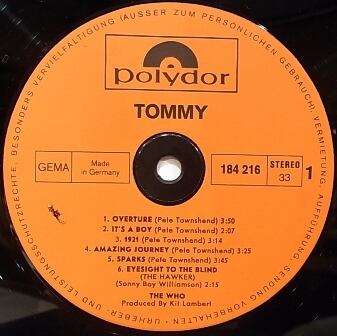 polydor
TOMMY
GEMA
Made in Germany
184 216
STEREO
33
1
1. OVERTURE (Pete Townshend) 3:50
2. IT'S A BOY (Pete Townshend) 2:07
3. 1921 (Pete Townshend) 3:14
4. AMAZING JOURNEY (Pete Townshend) 3:25
5. SPARKS (Pete Townshend) 3:45
6. EYESIGHT TO THE BLIND
(THE HAWKER)
(Sonny Boy Williamson) 2:15
THE WHO
Produced by Kit Lambert
URHEBER- UND LEISTUNGSSCHUTZRECHTE, BESONDERS VERVIELFÄLTIGUNG (AUSSER ZUM PERSÖNLICHEN GEBRAUCH), VERMIETUNG, AUFFÜHRUNG, SENDUNG VORBEHALTEN